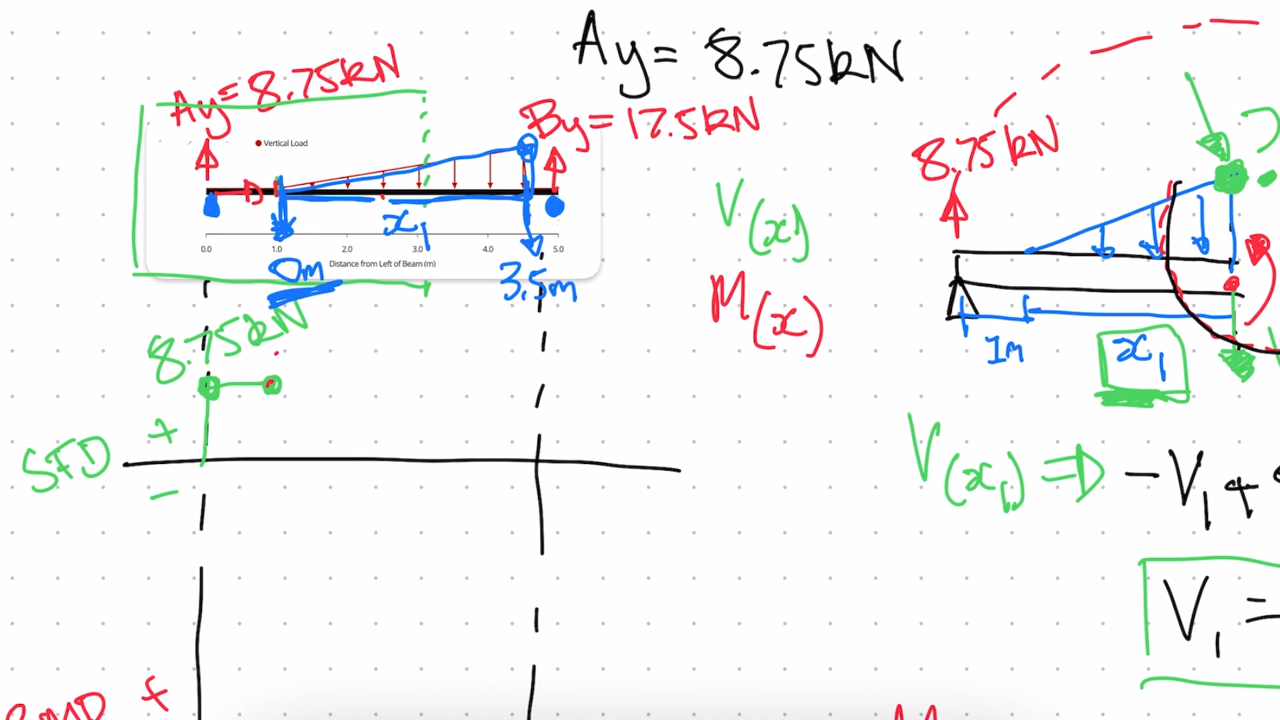 Ay = 8.75kN
Ay = 8.75kN
By = 17.5kN
Vertical Load
x1
0.0 1.0 2.0 3.0 4.0 5.0
Distance from Left of Beam (m)
0m
3.5m
8.75kN
SFD
+
−
BMD +
V(x)
M(x)
8.75kN
1m
x1
V(x1) ⇒ −V1 +
V1 =